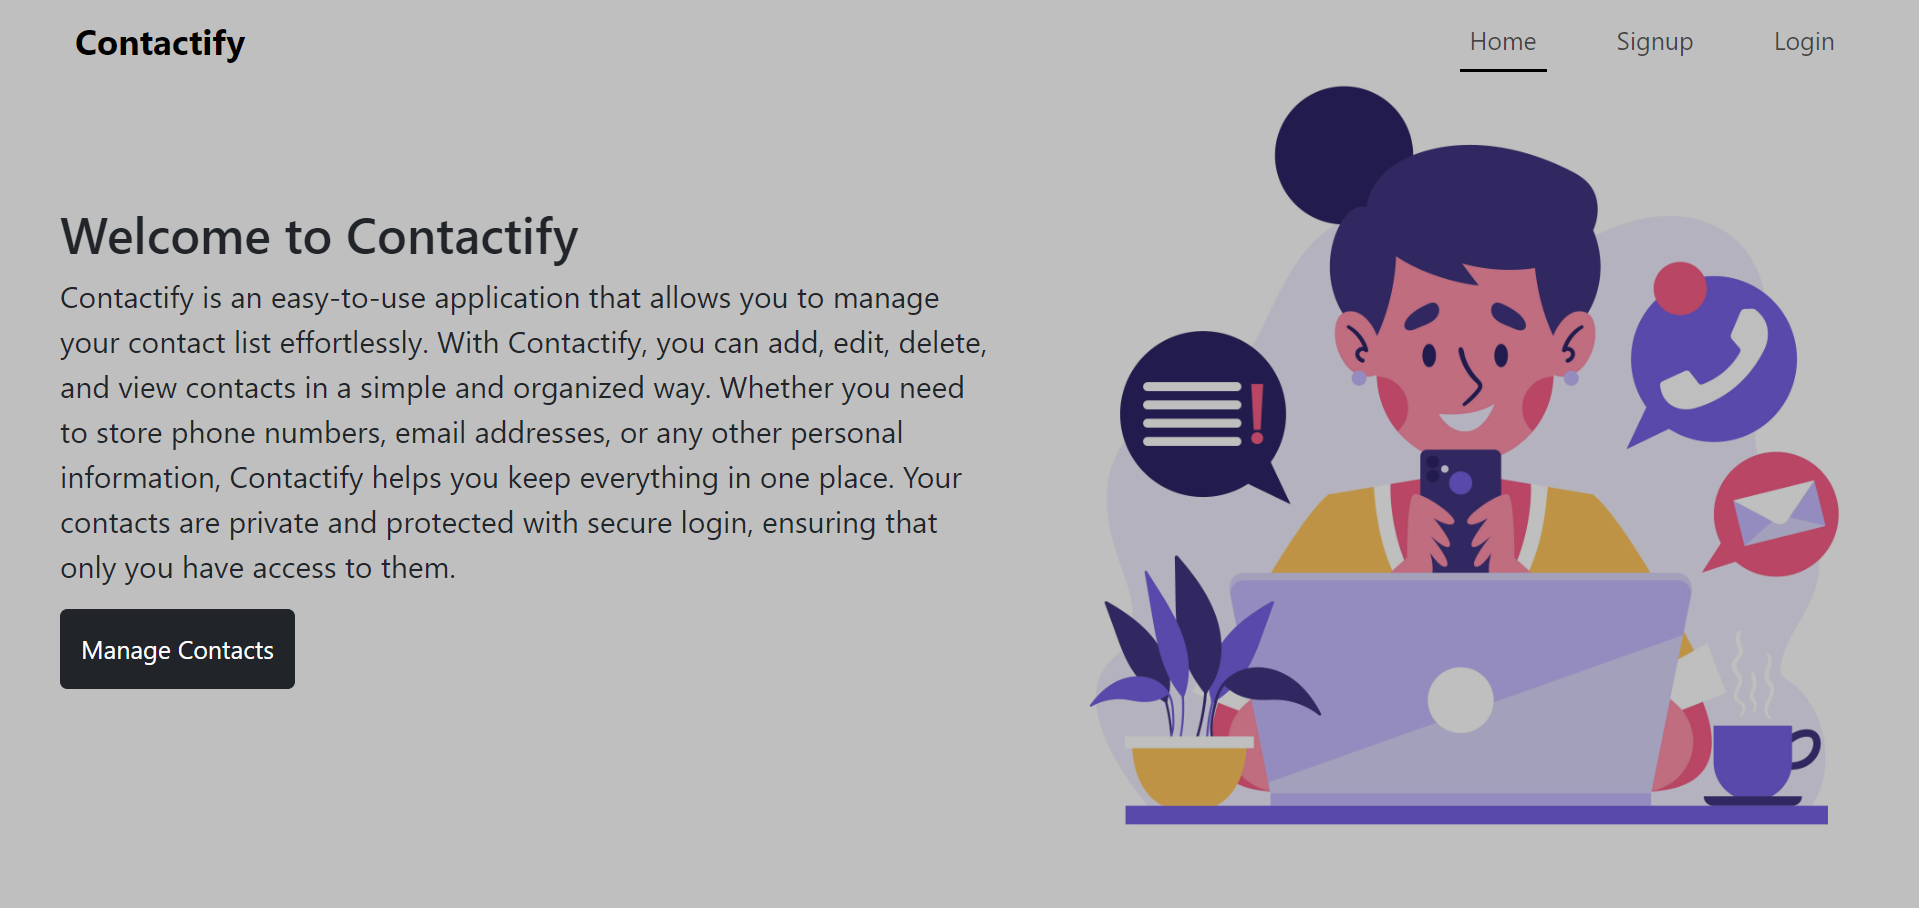 Contactify
Home
Signup
Login
Welcome to Contactify
Contactify is an easy-to-use application that allows you to manage
your contact list effortlessly. With Contactify, you can add, edit, delete,
and view contacts in a simple and organized way. Whether you need
to store phone numbers, email addresses, or any other personal
information, Contactify helps you keep everything in one place. Your
contacts are private and protected with secure login, ensuring that
only you have access to them.
Manage Contacts